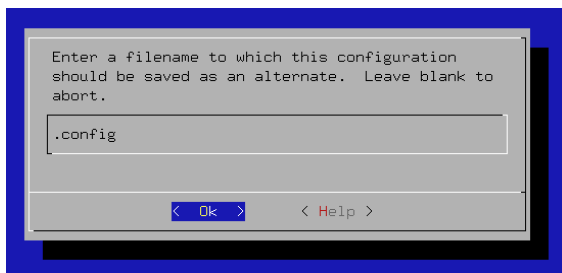 Enter a filename to which this configuration
should be saved as an alternate.  Leave blank to
abort.
.config
<  Ok  >
< Help >